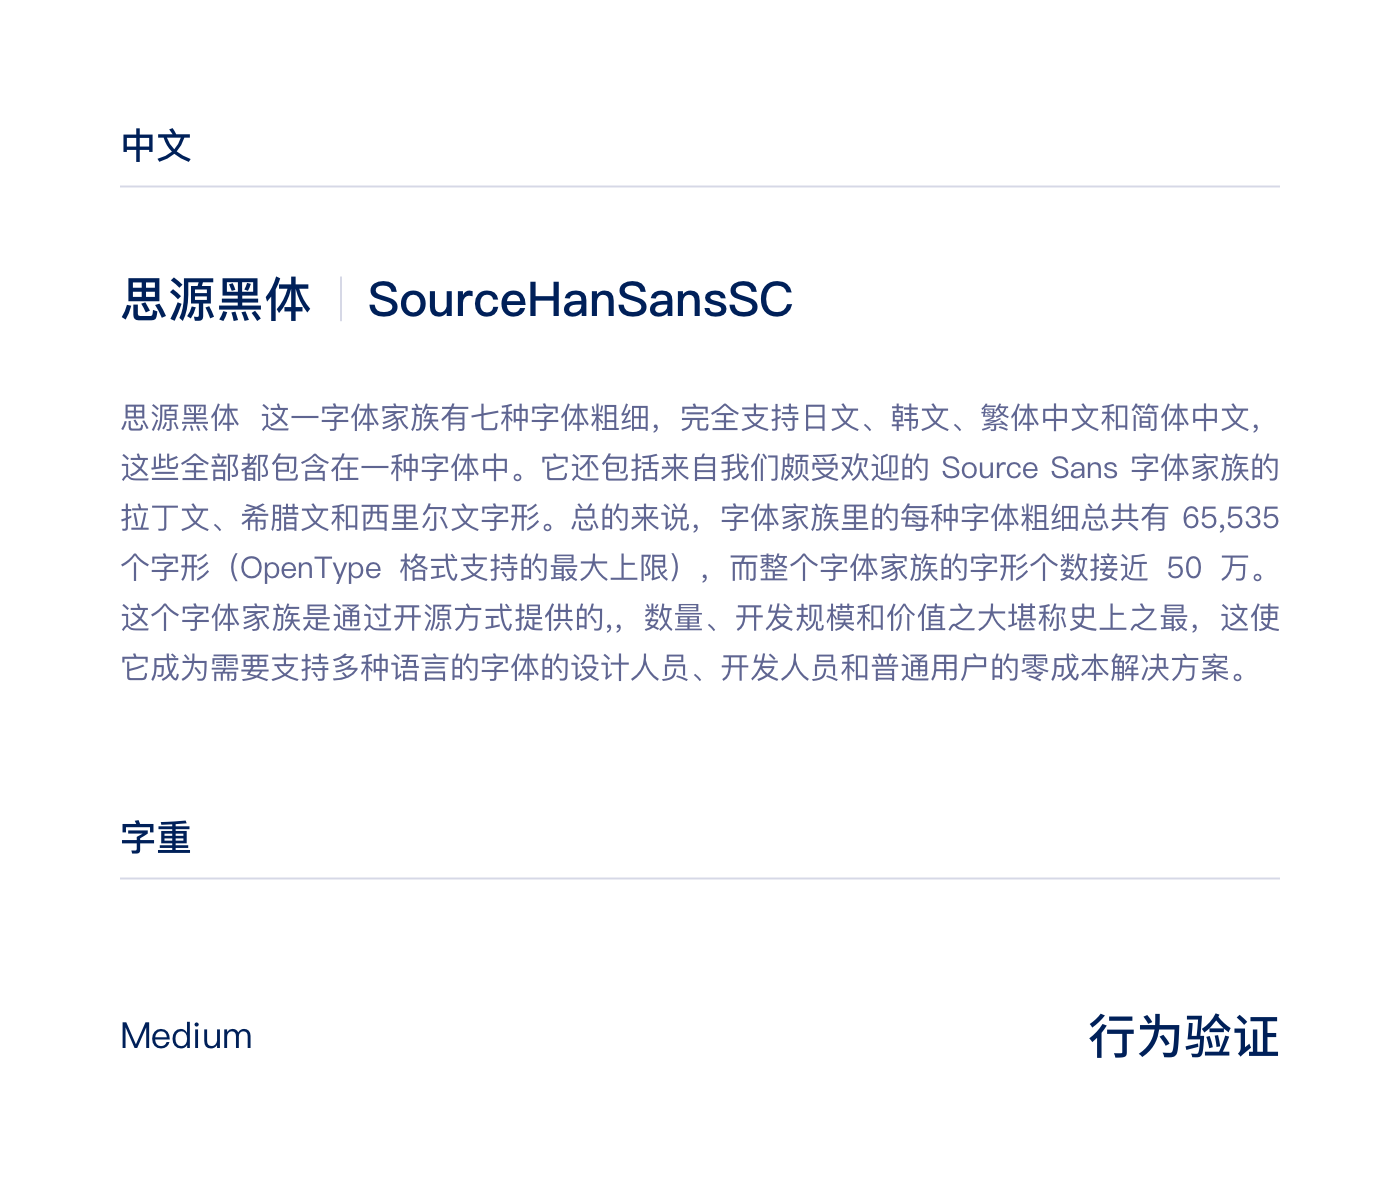 中文
思源黑体 SourceHanSansSC
思源黑体 这一字体家族有七种字体粗细，完全支持日文、韩文、繁体中文和简体中文，
这些全部都包含在一种字体中。它还包括来自我们颇受欢迎的 Source Sans 字体家族的
拉丁文、希腊文和西里尔文字形。总的来说，字体家族里的每种字体粗细总共有 65,535
个字形（OpenType 格式支持的最大上限），而整个字体家族的字形个数接近 50 万。
这个字体家族是通过开源方式提供的,，数量、开发规模和价值之大堪称史上之最，这使
它成为需要支持多种语言的字体的设计人员、开发人员和普通用户的零成本解决方案。
字重
Medium 行为验证